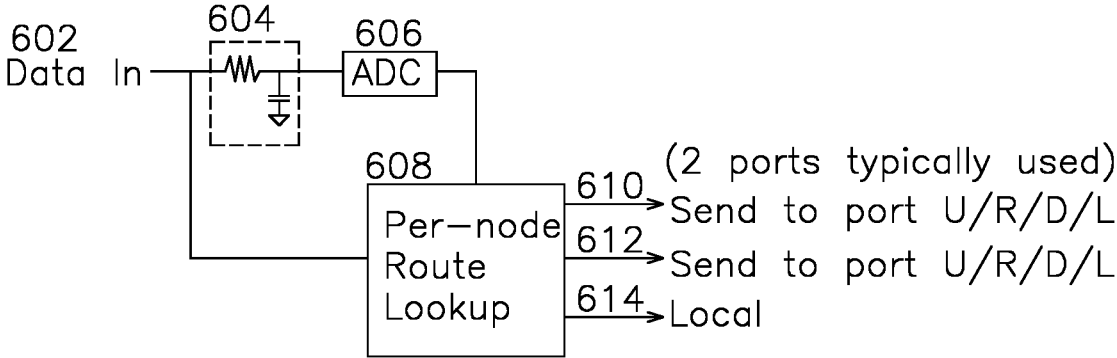 604
602
606
Data In
ADC
608
(2 ports typically used)
610
Send to port U/R/D/L
Per-node
612
Send to port U/R/D/L
Route
614
Local
Lookup